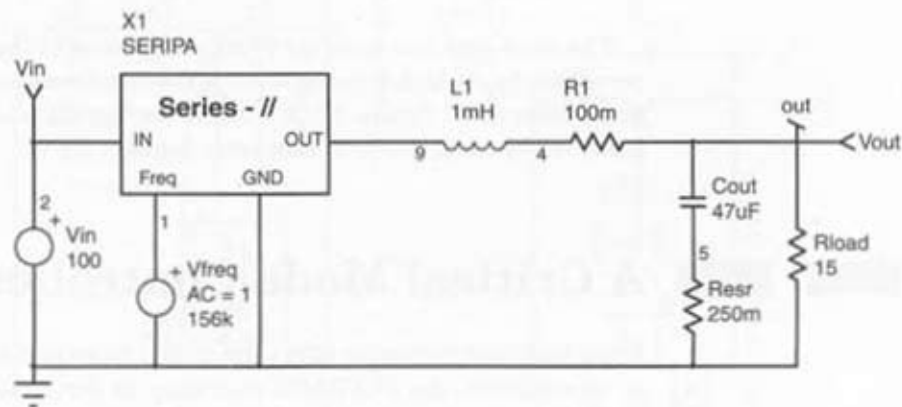 X1
SERIPA
Vin
Series - //
IN
OUT
Freq
GND
L1
1mH
R1
100m
out
Vout
9
4
2
+
Vin
100
1
+ Vfreq
AC = 1
156k
Cout
47uF
5
Resr
250m
Rload
15